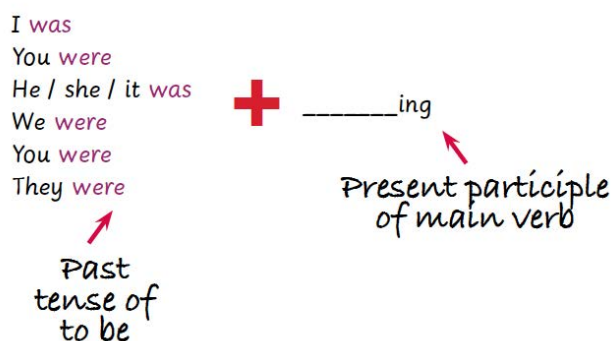 I was
You were
He / she / it was
We were
You were
They were
+
_______ing
Present participle
of main verb
Past
tense of
to be